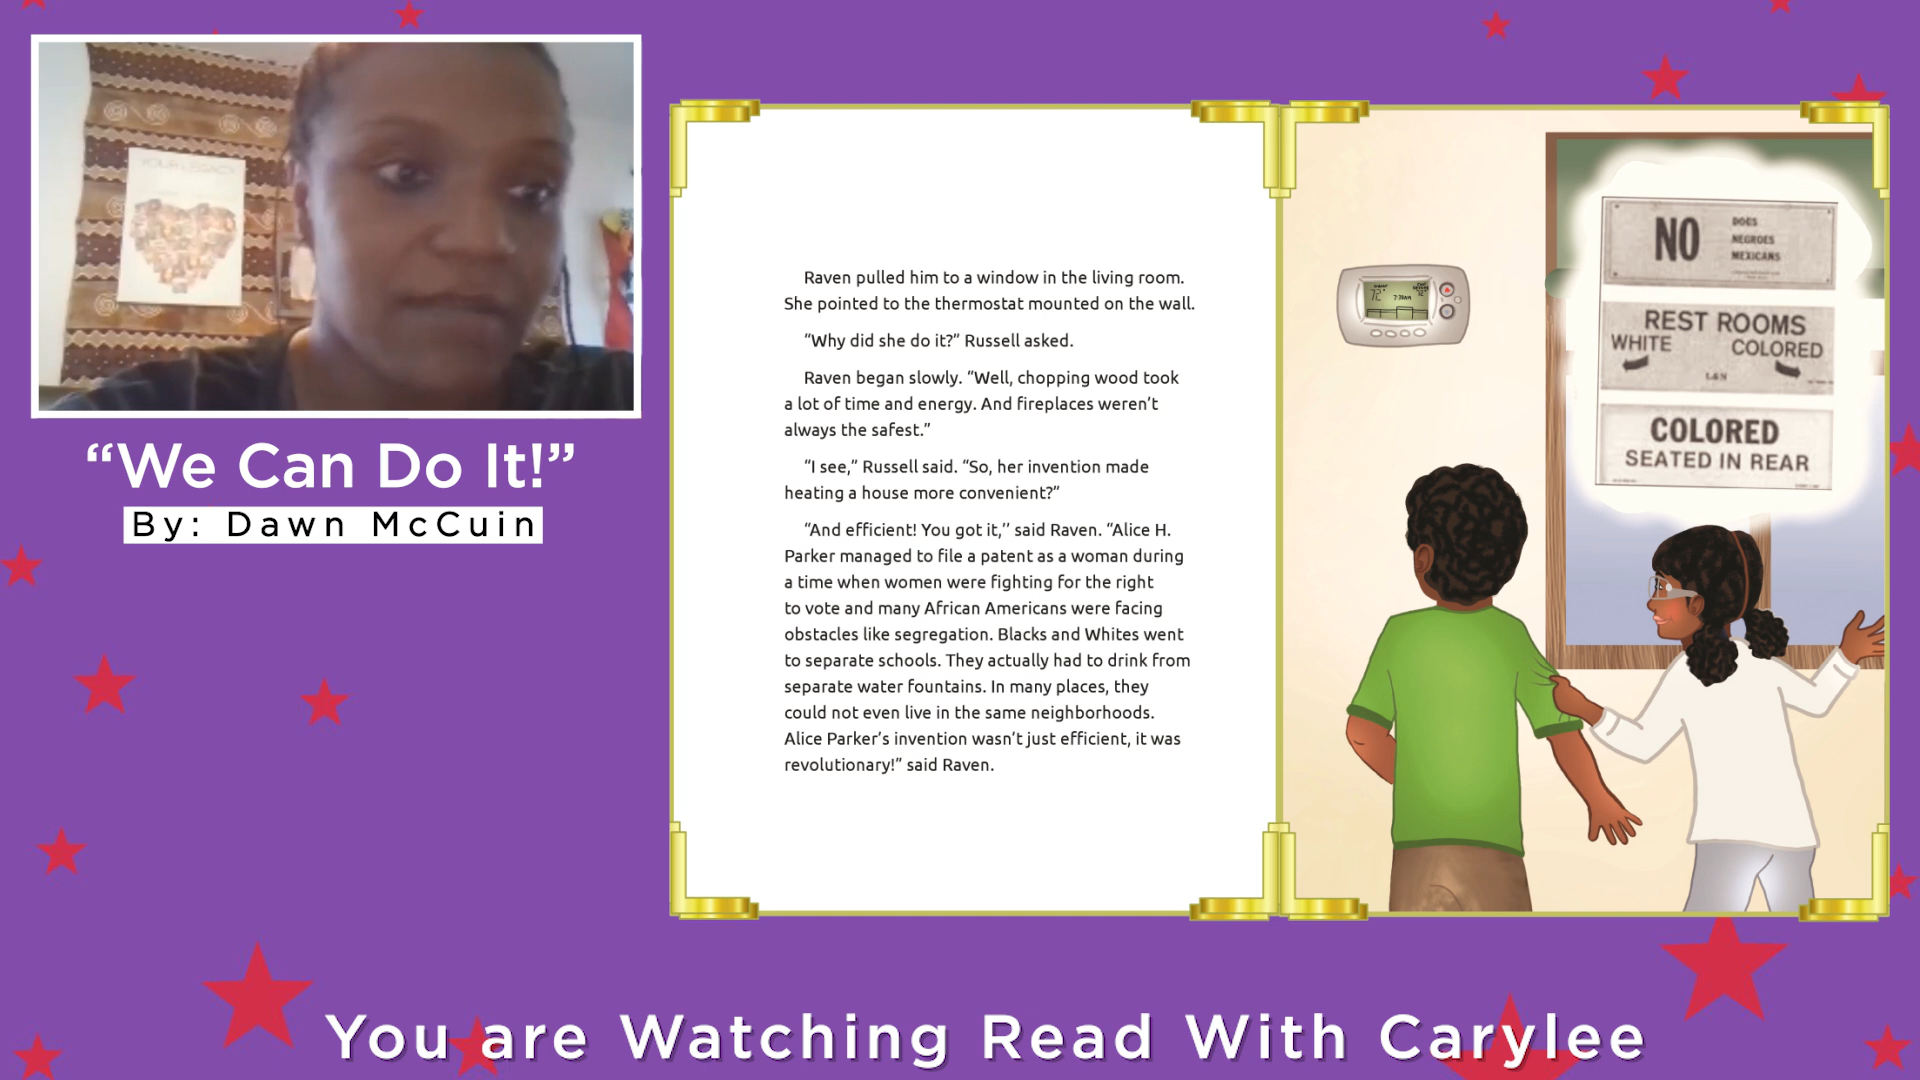 YOUR LEGACY
“We Can Do It!”
By: Dawn McCuin
Raven pulled him to a window in the living room.
She pointed to the thermostat mounted on the wall.
“Why did she do it?” Russell asked.
Raven began slowly. “Well, chopping wood took
a lot of time and energy. And fireplaces weren’t
always the safest.”
“I see,” Russell said. “So, her invention made
heating a house more convenient?”
“And efficient! You got it,’’ said Raven. “Alice H.
Parker managed to file a patent as a woman during
a time when women were fighting for the right
to vote and many African Americans were facing
obstacles like segregation. Blacks and Whites went
to separate schools. They actually had to drink from
separate water fountains. In many places, they
could not even live in the same neighborhoods.
Alice Parker’s invention wasn’t just efficient, it was
revolutionary!” said Raven.
72°
7:30AM
NO
DOGS
NEGROES
MEXICANS
REST ROOMS
WHITE
COLORED
L&N
COLORED
SEATED IN REAR
You are Watching Read With Carylee